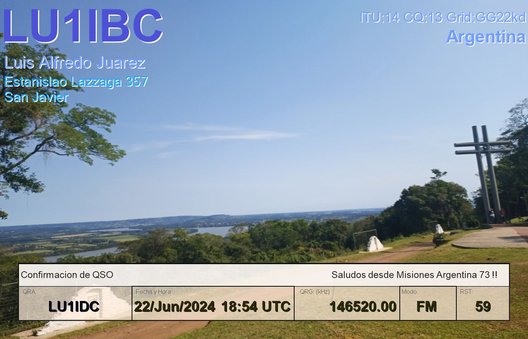 LU1IBC
ITU:14 CQ:13 Grid:GG22kd
Argentina
Luis Alfredo Juarez
Estanislao Lazzaga 357
San Javier
Confirmacion de QSO
Saludos desde Misiones Argentina 73 !!
QRA: Fecha y Hora: QRG: (kHz) Modo: RST:
LU1IDC 22/Jun/2024 18:54 UTC 146520.00 FM 59